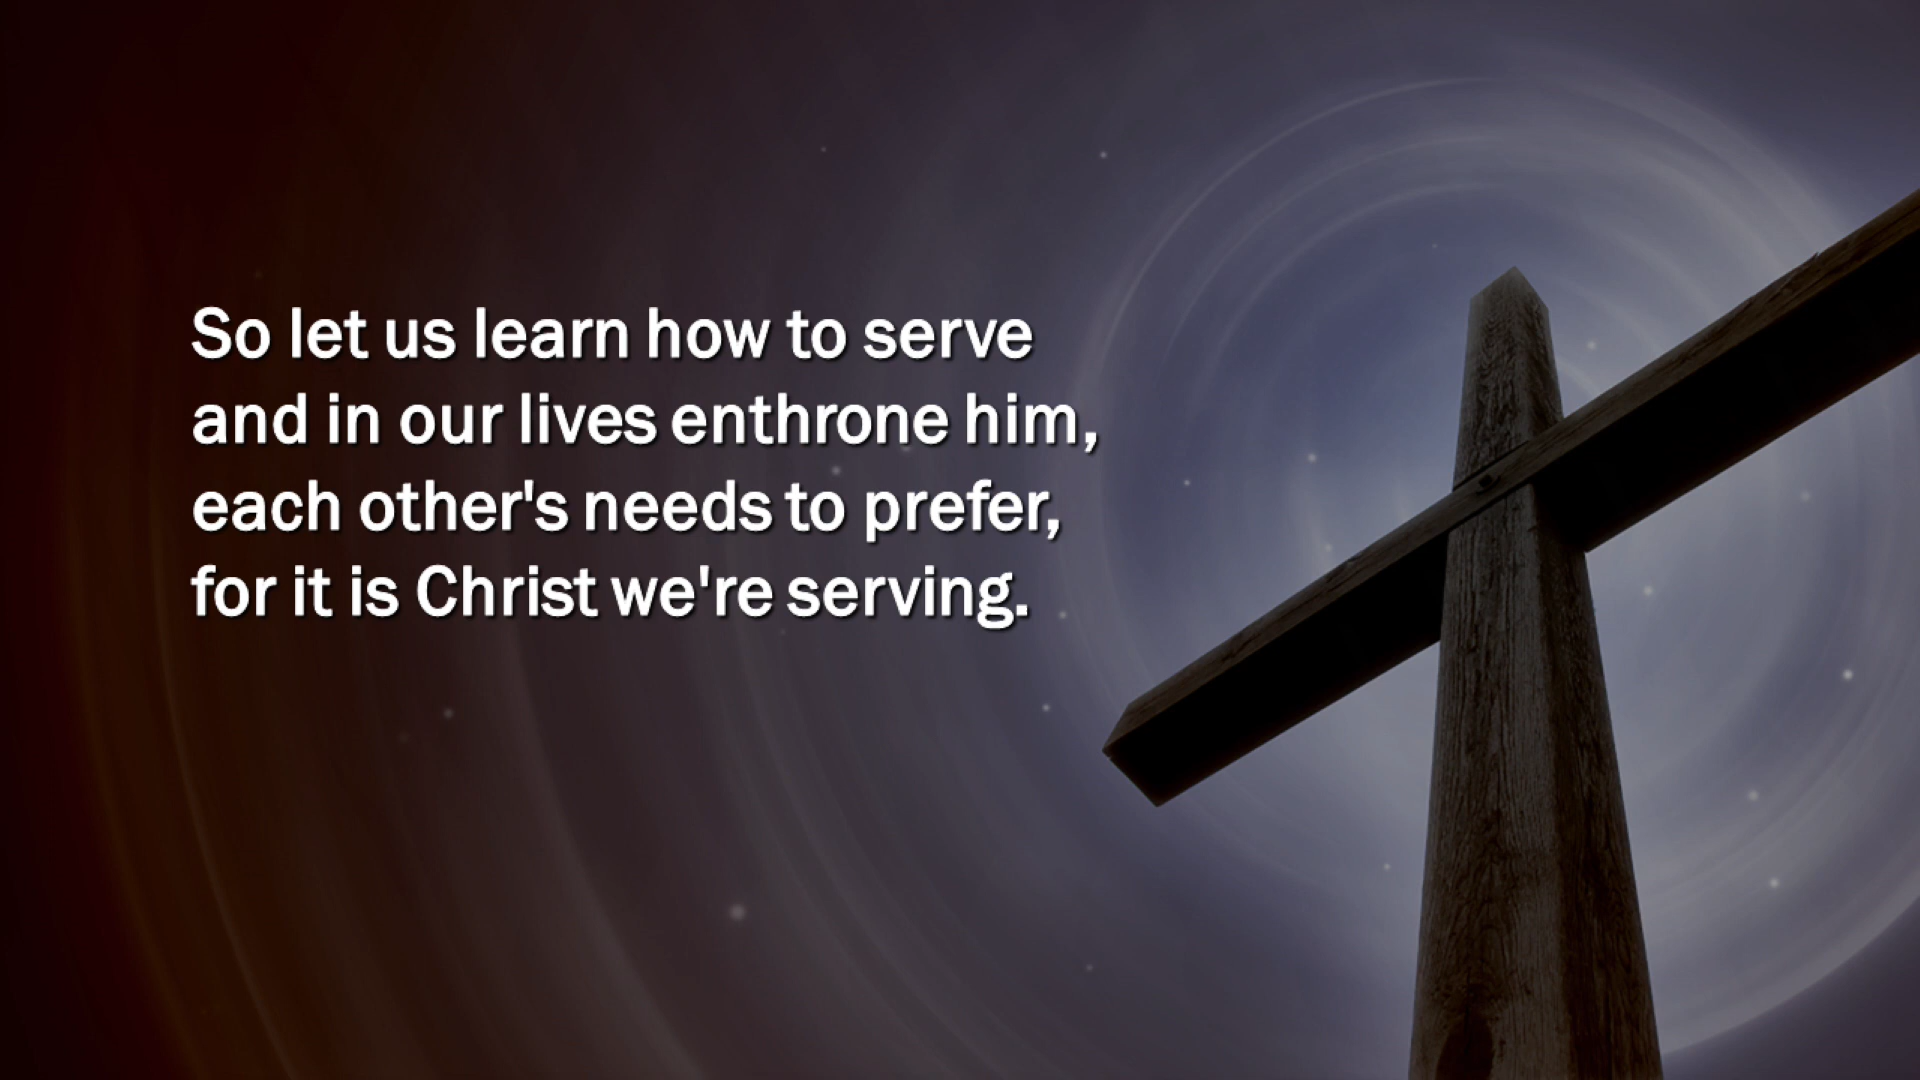 So let us learn how to serve
and in our lives enthrone him,
each other's needs to prefer,
for it is Christ we're serving.